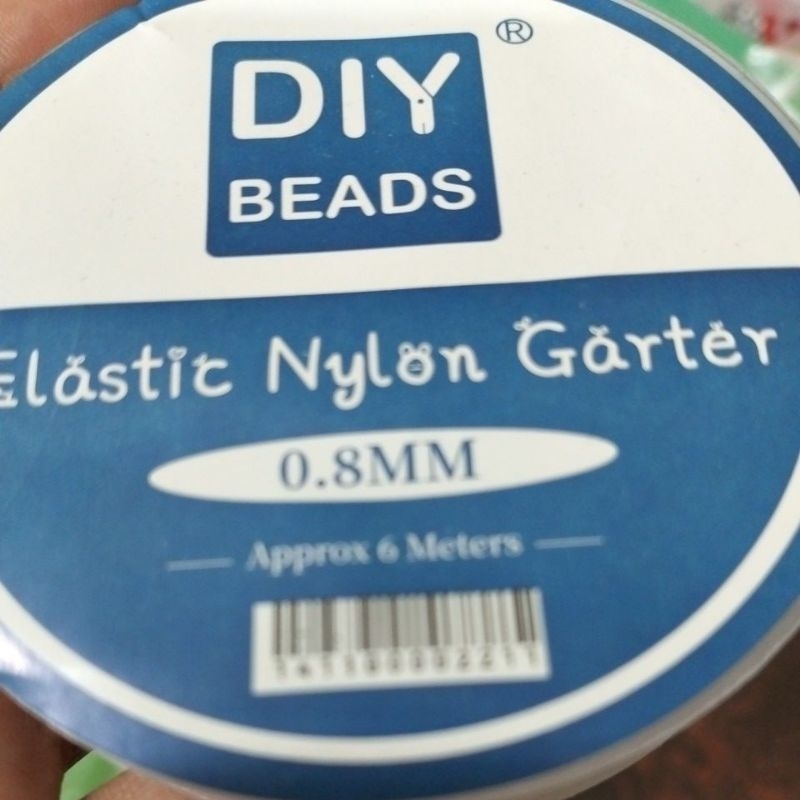 DIY ®
BEADS
Elastic Nylon Garter
0.8MM
Approx 6 Meters